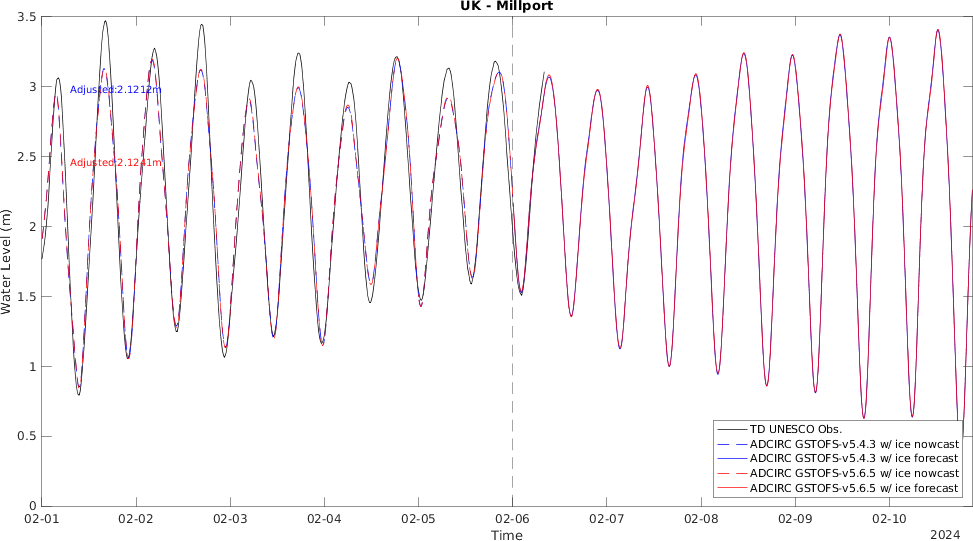 UK - Millport
3.5
3
2.5
2
1.5
1
0.5
0
Water Level (m)
Adjusted:2.1212m
Adjusted:2.1241m
TD UNESCO Obs.
ADCIRC GSTOFS-v5.4.3 w/ ice nowcast
ADCIRC GSTOFS-v5.4.3 w/ ice forecast
ADCIRC GSTOFS-v5.6.5 w/ ice nowcast
ADCIRC GSTOFS-v5.6.5 w/ ice forecast
02-01 02-02 02-03 02-04 02-05 02-06 02-07 02-08 02-09 02-10
Time
2024